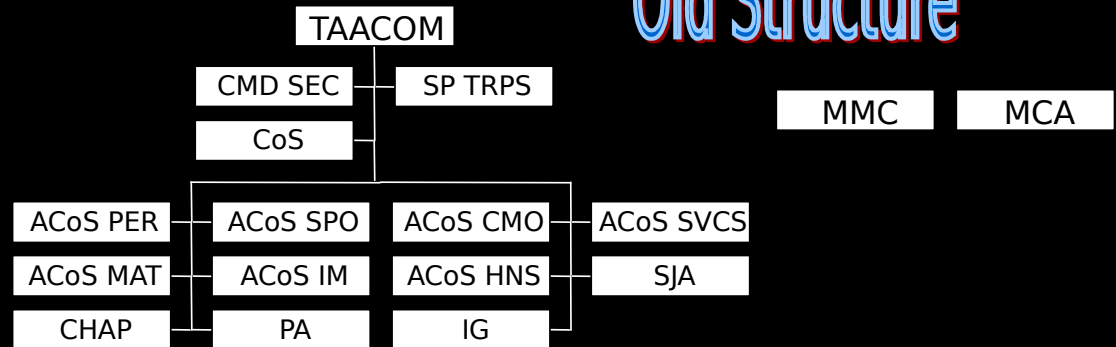 Old Structure
TAACOM
CMD SEC
SP TRPS
MMC
MCA
CoS
ACoS PER
ACoS SPO
ACoS CMO
ACoS SVCS
ACoS MAT
ACoS IM
ACoS HNS
SJA
CHAP
PA
IG